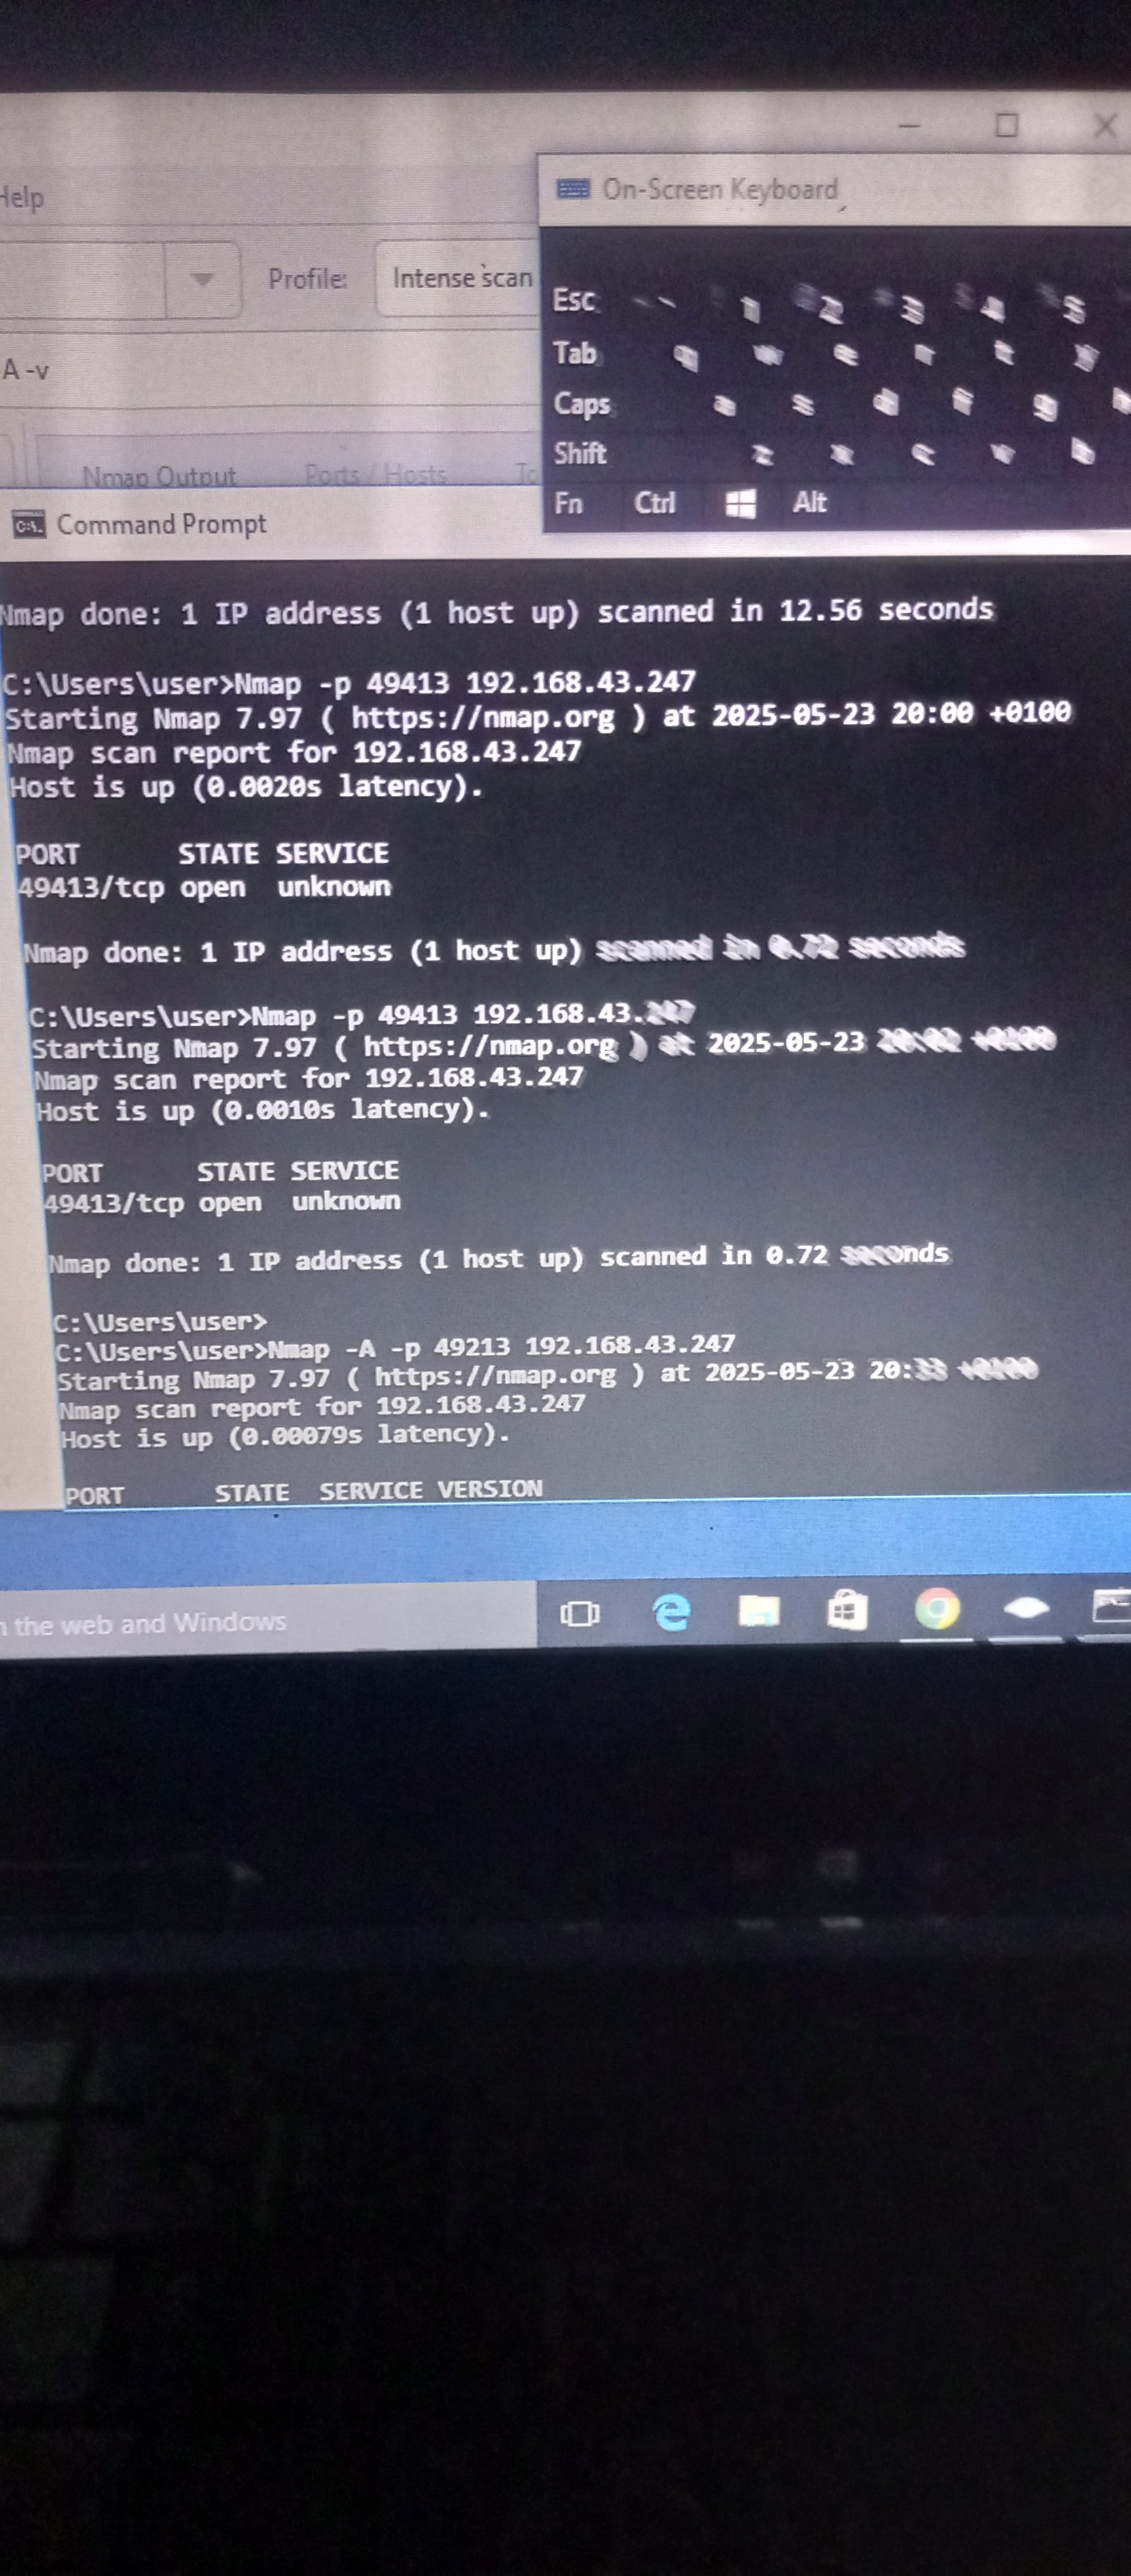 Help
Profile:
Intense scan
A -v
Nmap Output
Ports / Hosts
To
On-Screen Keyboard
Esc
Tab
Caps
Shift
Fn Ctrl Alt
Command Prompt
Nmap done: 1 IP address (1 host up) scanned in 12.56 seconds
C:\Users\user>Nmap -p 49413 192.168.43.247
Starting Nmap 7.97 ( https://nmap.org ) at 2025-05-23 20:00 +0100
Nmap scan report for 192.168.43.247
Host is up (0.0020s latency).
PORT STATE SERVICE
49413/tcp open unknown
Nmap done: 1 IP address (1 host up) scanned in 0.72 seconds
C:\Users\user>Nmap -p 49413 192.168.43.247
Starting Nmap 7.97 ( https://nmap.org ) at 2025-05-23 +0100
Nmap scan report for 192.168.43.247
Host is up (0.0010s latency).
PORT STATE SERVICE
49413/tcp open unknown
Nmap done: 1 IP address (1 host up) scanned in 0.72 seconds
C:\Users\user>
C:\Users\user>Nmap -A -p 49213 192.168.43.247
Starting Nmap 7.97 ( https://nmap.org ) at 2025-05-23 +0100
Nmap scan report for 192.168.43.247
Host is up (0.00079s latency).
PORT STATE SERVICE VERSION
the web and Windows